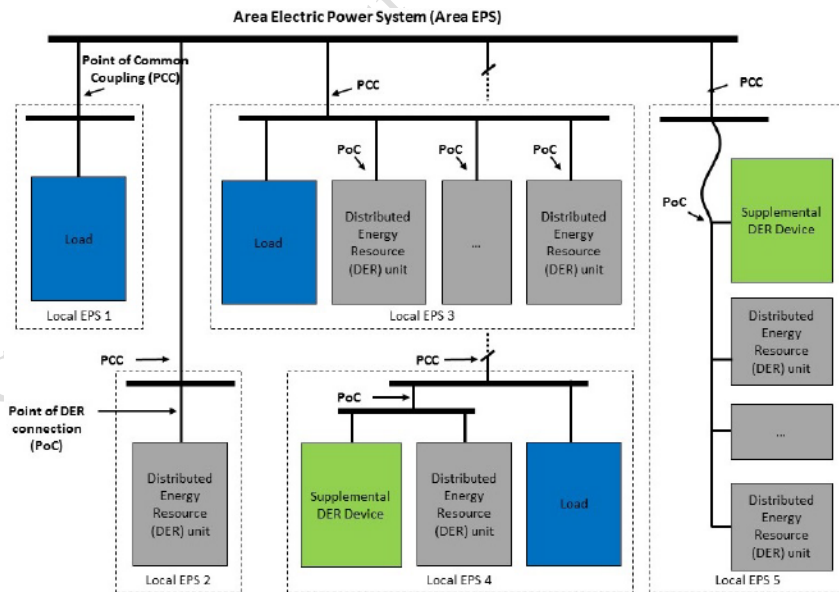 Area Electric Power System (Area EPS)
Point of Common
Coupling (PCC)
PCC
PCC
PoC
PoC
PoC
Load
Load
Distributed
Energy
Resource
(DER) unit
...
Distributed
Energy
Resource
(DER) unit
Local EPS 1
Local EPS 3
PoC
Supplemental
DER Device
Distributed
Energy
Resource
(DER) unit
...
Distributed
Energy
Resource
(DER) unit
Local EPS 5
PCC
Point of DER
connection
(PoC)
Distributed
Energy
Resource
(DER) unit
Local EPS 2
PCC
PoC
Supplemental
DER Device
Distributed
Energy
Resource
(DER) unit
Load
Local EPS 4